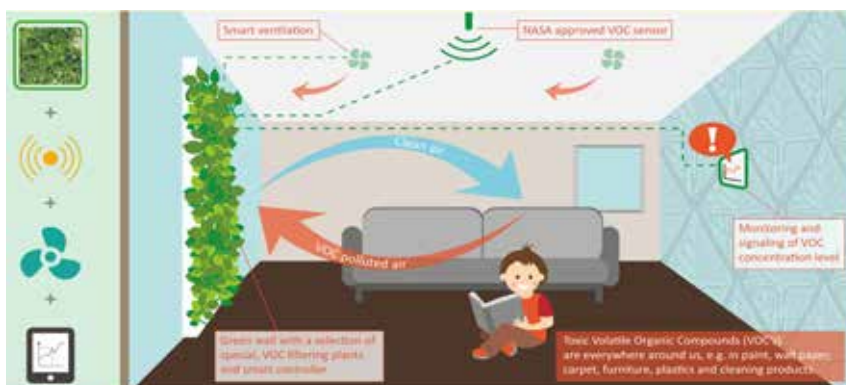 Smart ventilation
NASA approved VOC sensor
Clean air
VOC polluted air
Monitoring and
signaling of VOC
concentration level
Green wall with a selection of
special, VOC filtering plants
and smart controller
Toxic Volatile Organic Compounds (VOC's)
are everywhere around us, e.g. in paint, wall paper,
carpet, furniture, plastics and cleaning products